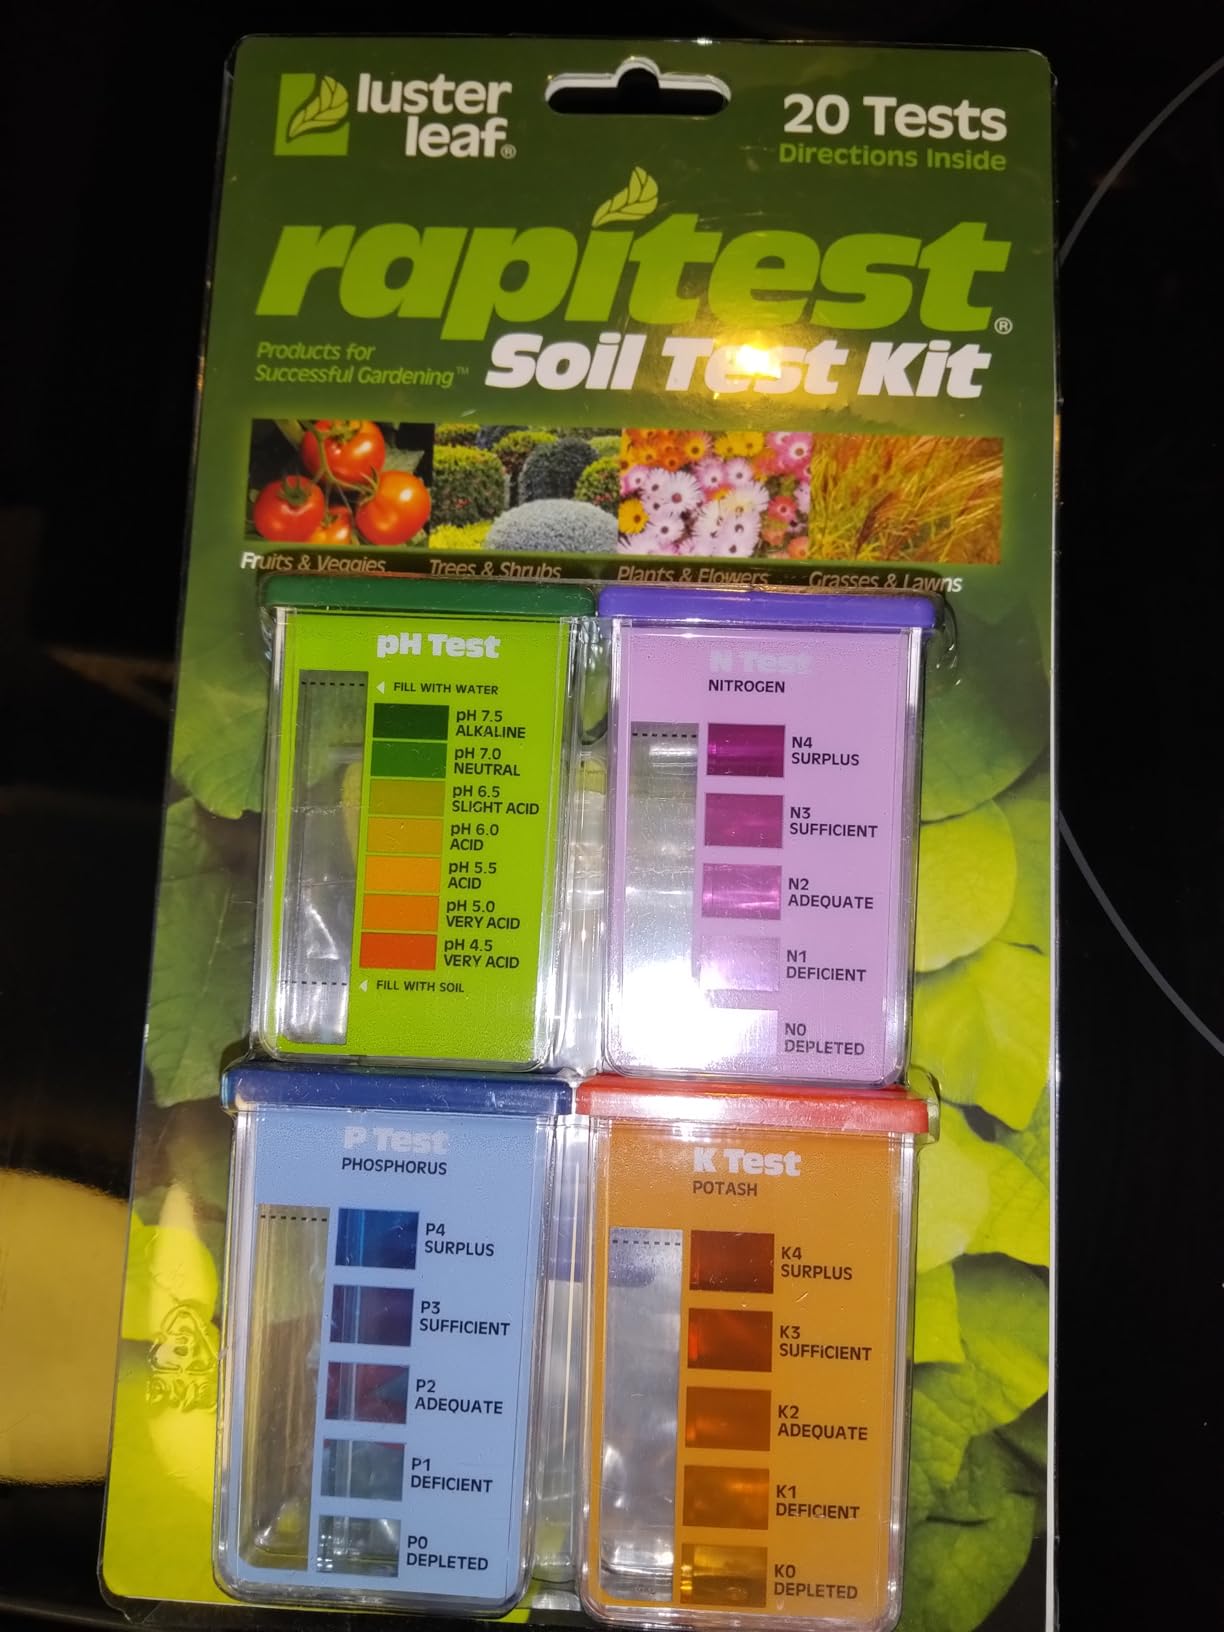 luster
leaf®
20 Tests
Directions Inside
rapitest®
Products for
Successful Gardening™
Soil Test Kit
Fruits & Veggies
Trees & Shrubs
Plants & Flowers
Grasses & Lawns
pH Test
FILL WITH WATER
pH 7.5
ALKALINE
pH 7.0
NEUTRAL
pH 6.5
SLIGHT ACID
pH 6.0
ACID
pH 5.5
ACID
pH 5.0
VERY ACID
pH 4.5
VERY ACID
FILL WITH SOIL
N Test
NITROGEN
N4
SURPLUS
N3
SUFFICIENT
N2
ADEQUATE
N1
DEFICIENT
N0
DEPLETED
P Test
PHOSPHORUS
P4
SURPLUS
P3
SUFFICIENT
P2
ADEQUATE
P1
DEFICIENT
P0
DEPLETED
K Test
POTASH
K4
SURPLUS
K3
SUFFICIENT
K2
ADEQUATE
K1
DEFICIENT
K0
DEPLETED